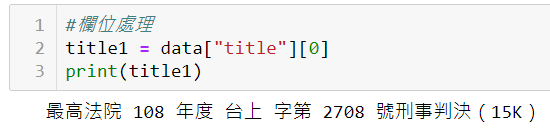 1 #欄位處理
2 title1 = data["title"][0]
3 print(title1)
最高法院 108 年度 台上 字第 2708 號刑事判決（15K）